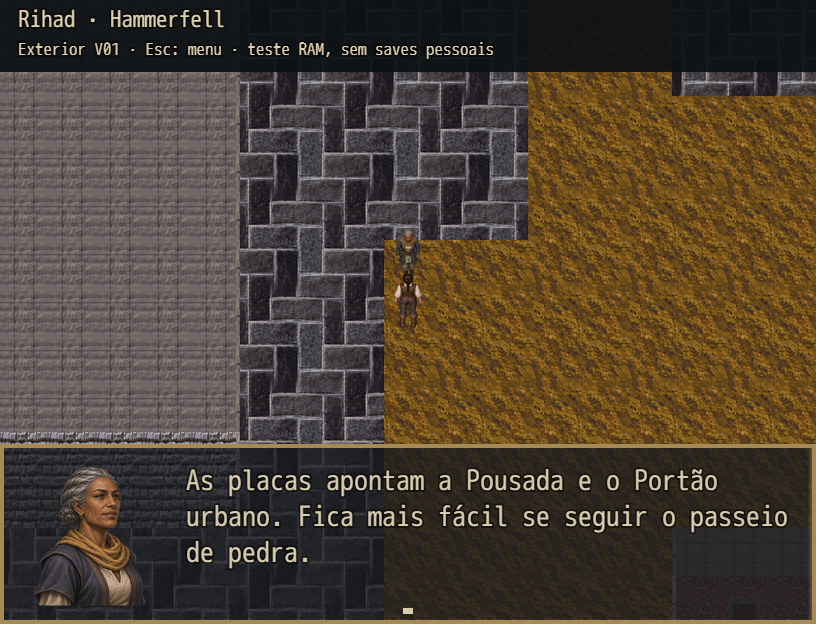 Rihad · Hammerfell
Exterior V01 · Esc: menu · teste RAM, sem saves pessoais
As placas apontam a Pousada e o Portão
urbano. Fica mais fácil se seguir o passeio
de pedra.